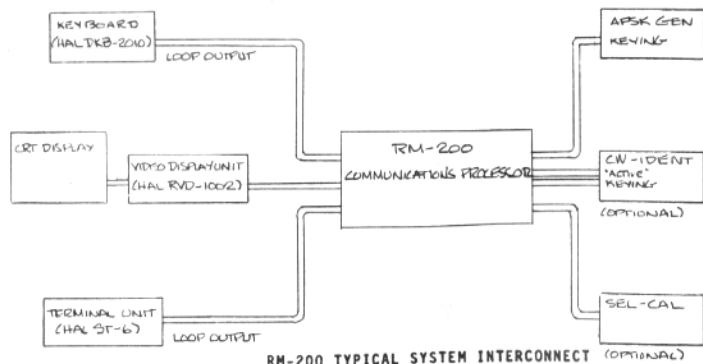 KEYBOARD
(HAL DKB-2010)
LOOP OUTPUT
AFSK GEN
KEYING
CRT DISPLAY
VIDEO DISPLAY UNIT
(HAL RVD-1002)
RM-200
COMMUNICATIONS PROCESSOR
CW-IDENT
"ACTIVE"
KEYING
(OPTIONAL)
TERMINAL UNIT
(HAL ST-6)
LOOP OUTPUT
SEL-CAL
(OPTIONAL)
RM-200 TYPICAL SYSTEM INTERCONNECT